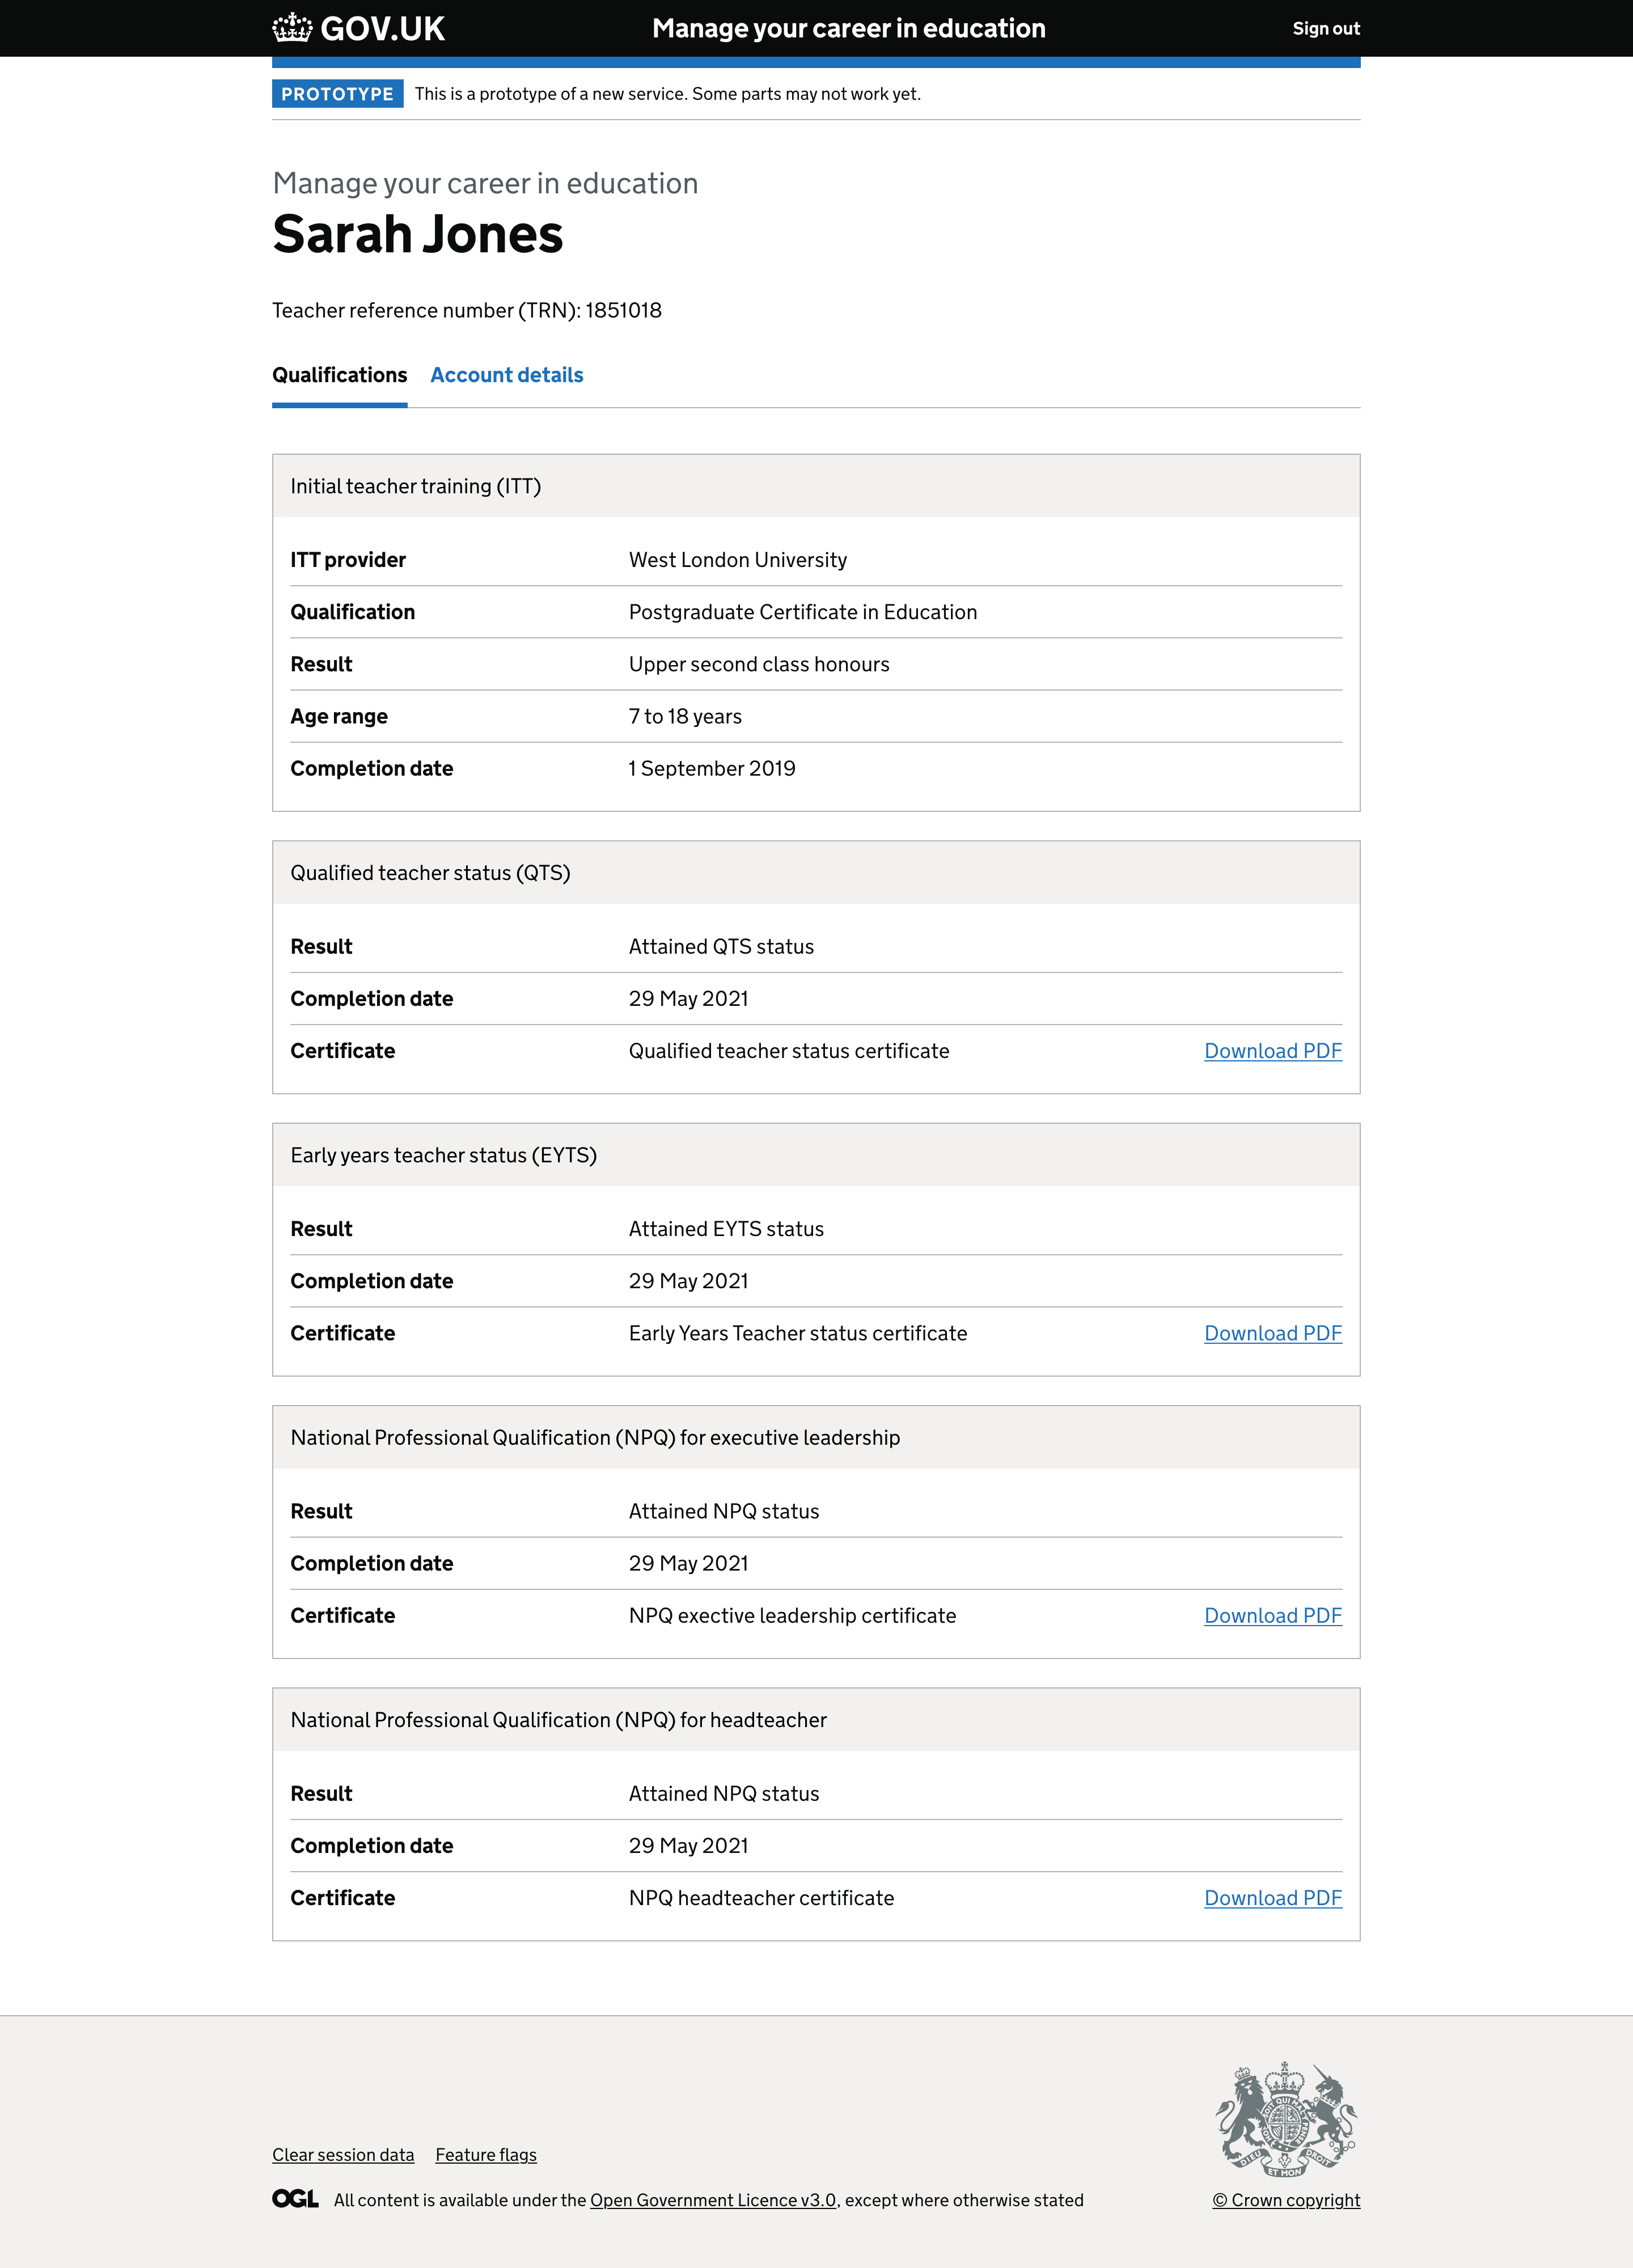 GOV.UK Manage your career in education Sign out
PROTOTYPE This is a prototype of a new service. Some parts may not work yet.
Manage your career in education
Sarah Jones
Teacher reference number (TRN): 1851018
Qualifications Account details
Initial teacher training (ITT)
ITT provider West London University
Qualification Postgraduate Certificate in Education
Result Upper second class honours
Age range 7 to 18 years
Completion date 1 September 2019
Qualified teacher status (QTS)
Result Attained QTS status
Completion date 29 May 2021
Certificate Qualified teacher status certificate Download PDF
Early years teacher status (EYTS)
Result Attained EYTS status
Completion date 29 May 2021
Certificate Early Years Teacher status certificate Download PDF
National Professional Qualification (NPQ) for executive leadership
Result Attained NPQ status
Completion date 29 May 2021
Certificate NPQ exective leadership certificate Download PDF
National Professional Qualification (NPQ) for headteacher
Result Attained NPQ status
Completion date 29 May 2021
Certificate NPQ headteacher certificate Download PDF
DIEU ET MON DROIT
Clear session data Feature flags
OGL All content is available under the Open Government Licence v3.0, except where otherwise stated © Crown copyright